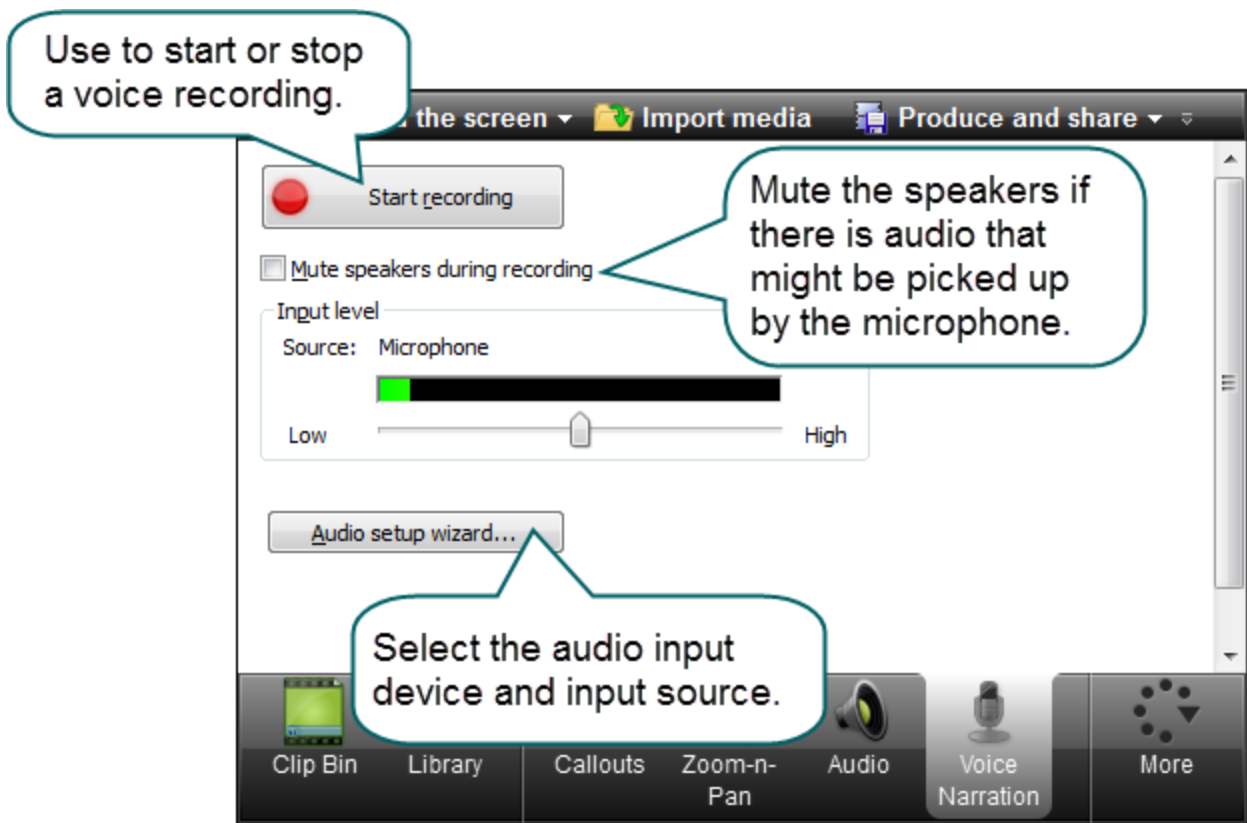 Use to start or stop
a voice recording.
the screen Import media Produce and share
Start recording
Mute the speakers if
there is audio that
might be picked up
by the microphone.
Mute speakers during recording
Input level
Source: Microphone
Low High
Audio setup wizard...
Select the audio input
device and input source.
Clip Bin Library Callouts Zoom-n- Audio Voice More
Pan Narration